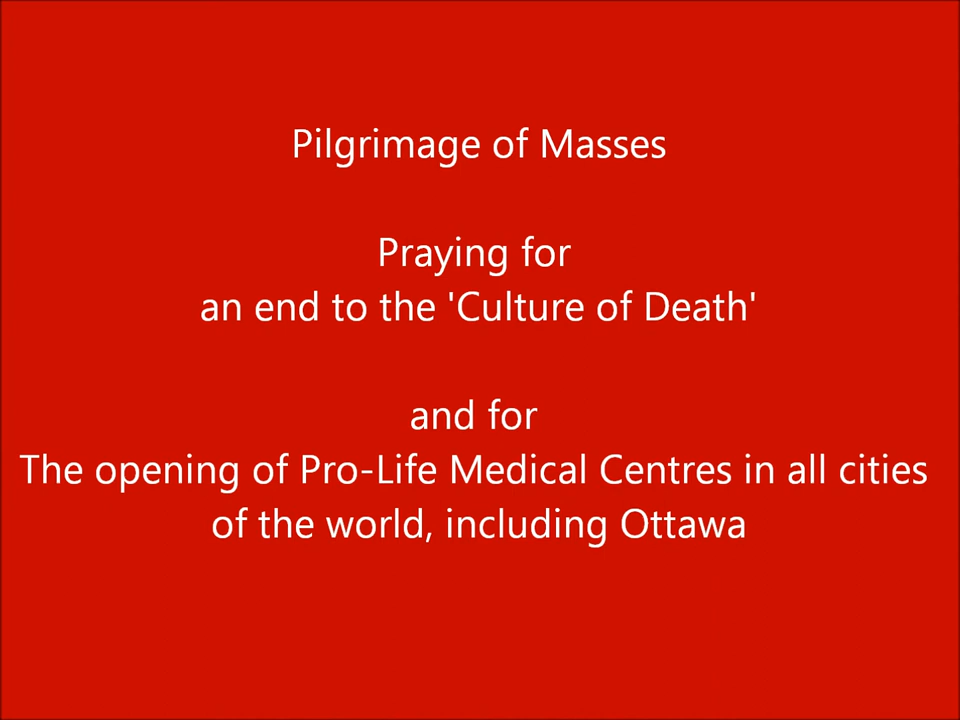 Pilgrimage of Masses
Praying for
an end to the 'Culture of Death'
and for
The opening of Pro-Life Medical Centres in all cities
of the world, including Ottawa